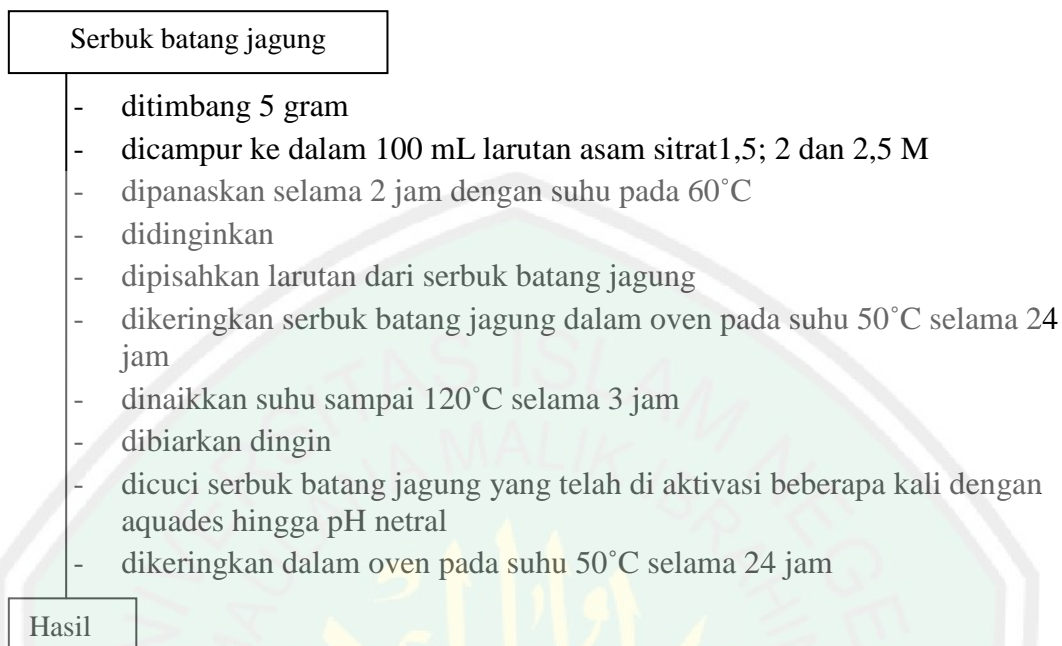 Serbuk batang jagung
- ditimbang 5 gram
- dicampur ke dalam 100 mL larutan asam sitrat1,5; 2 dan 2,5 M
- dipanaskan selama 2 jam dengan suhu pada 60˚C
- didinginkan
- dipisahkan larutan dari serbuk batang jagung
- dikeringkan serbuk batang jagung dalam oven pada suhu 50˚C selama 24
jam
- dinaikkan suhu sampai 120˚C selama 3 jam
- dibiarkan dingin
- dicuci serbuk batang jagung yang telah di aktivasi beberapa kali dengan
aquades hingga pH netral
- dikeringkan dalam oven pada suhu 50˚C selama 24 jam
Hasil